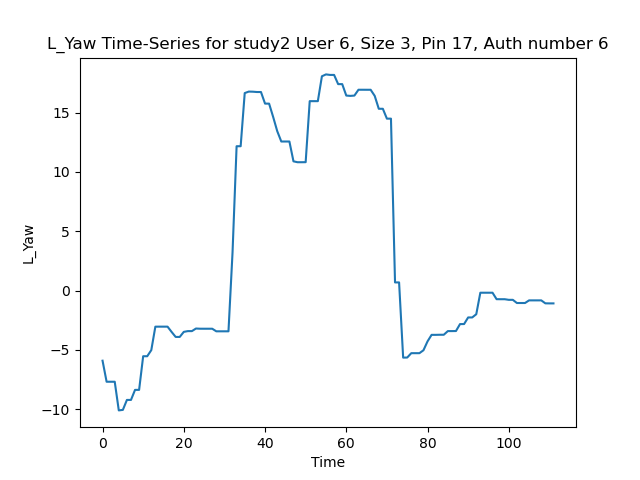 L_Yaw Time-Series for study2 User 6, Size 3, Pin 17, Auth number 6
15
10
5
0
−5
−10
L_Yaw
0 20 40 60 80 100
Time